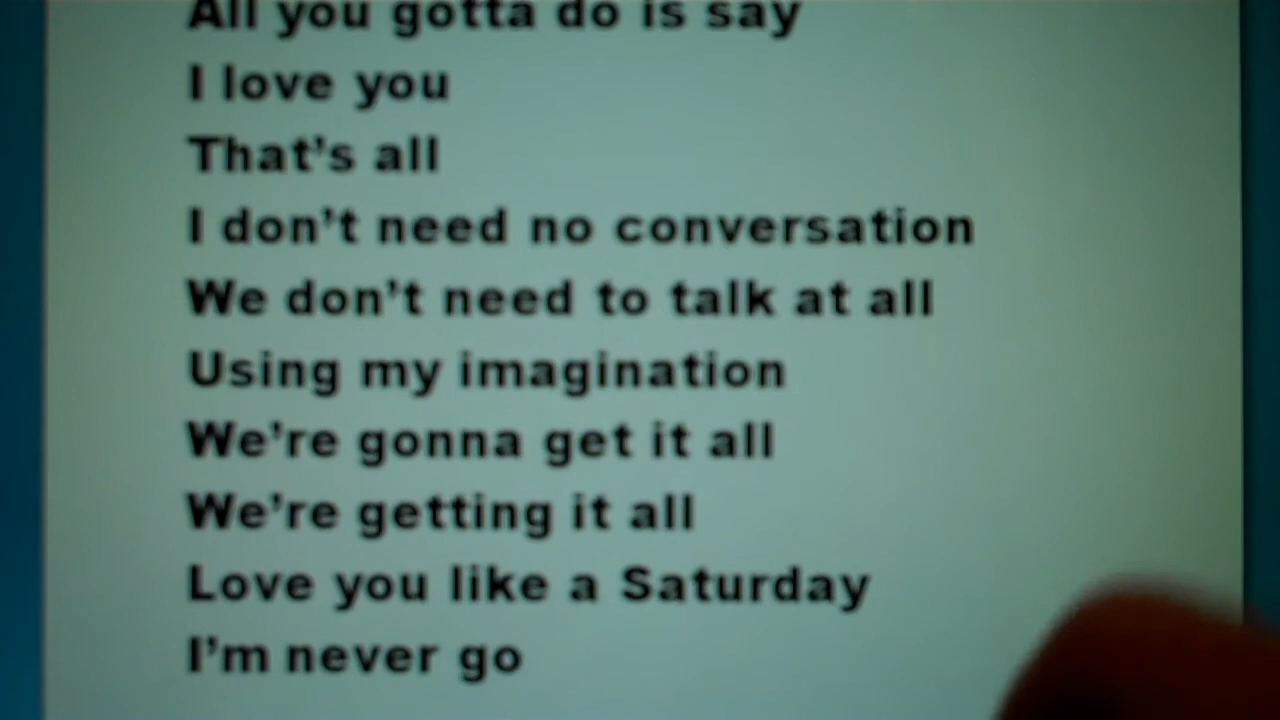 All you gotta do is say
I love you
That's all
I don't need no conversation
We don't need to talk at all
Using my imagination
We're gonna get it all
We're getting it all
Love you like a Saturday
I'm never go